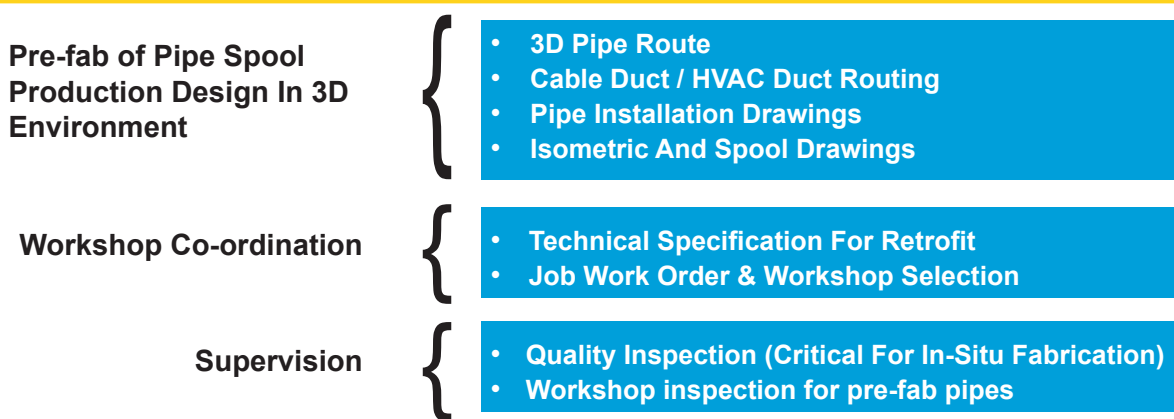 Pre-fab of Pipe Spool
Production Design In 3D
Environment
• 3D Pipe Route
• Cable Duct / HVAC Duct Routing
• Pipe Installation Drawings
• Isometric And Spool Drawings
Workshop Co-ordination
• Technical Specification For Retrofit
• Job Work Order & Workshop Selection
Supervision
• Quality Inspection (Critical For In-Situ Fabrication)
• Workshop inspection for pre-fab pipes